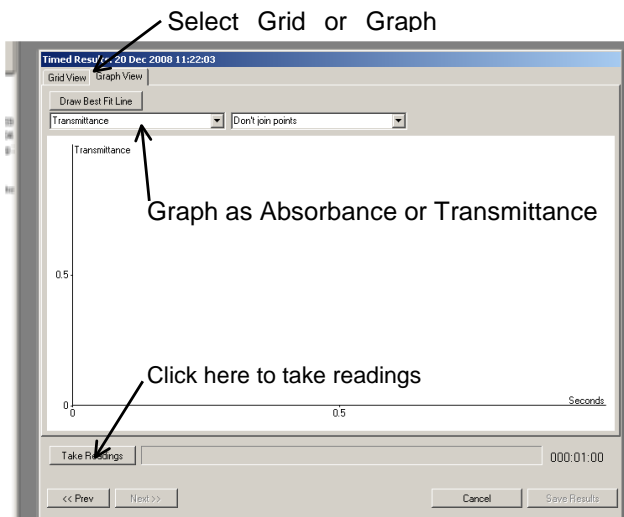 Select Grid or Graph
Timed Results: 20 Dec 2008 11:22:03
Grid View Graph View
Draw Best Fit Line
Transmittance Don't join points
Transmittance
Graph as Absorbance or Transmittance
0.5
Click here to take readings
Seconds
0
0 0.5
Take Readings 000:01:00
<< Prev Next >> Cancel Save Results